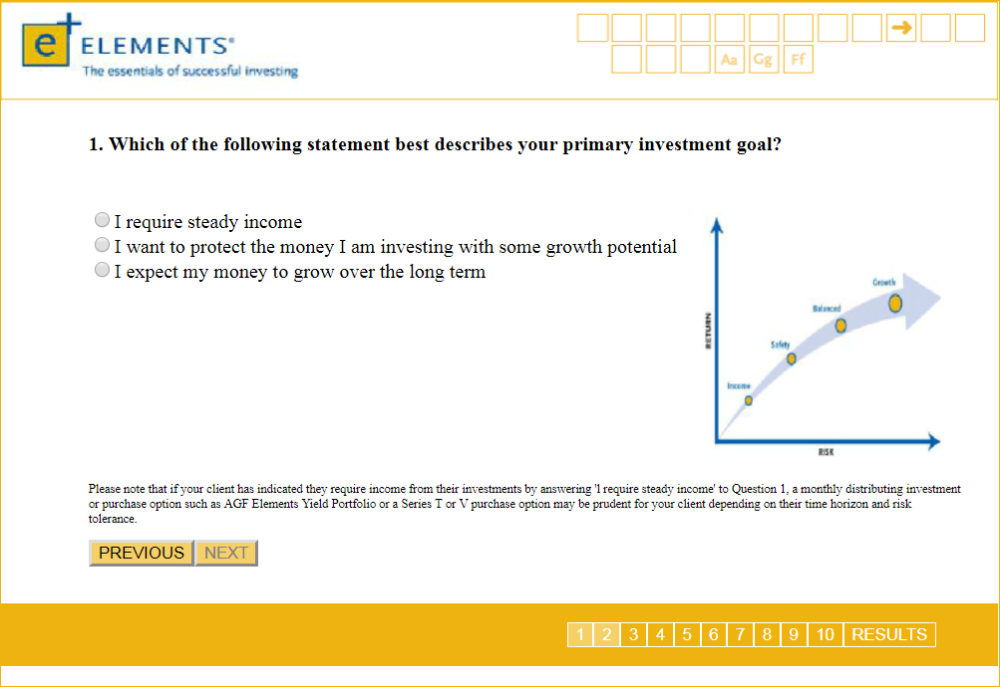 e+
ELEMENTS®
The essentials of successful investing
Aa Gg Ff
1. Which of the following statement best describes your primary investment goal?
I require steady income
I want to protect the money I am investing with some growth potential
I expect my money to grow over the long term
RETURN
Growth
Balanced
Safety
Income
RISK
Please note that if your client has indicated they require income from their investments by answering 'I require steady income' to Question 1, a monthly distributing investment
or purchase option such as AGF Elements Yield Portfolio or a Series T or V purchase option may be prudent for your client depending on their time horizon and risk
tolerance.
PREVIOUS NEXT
1 2 3 4 5 6 7 8 9 10 RESULTS